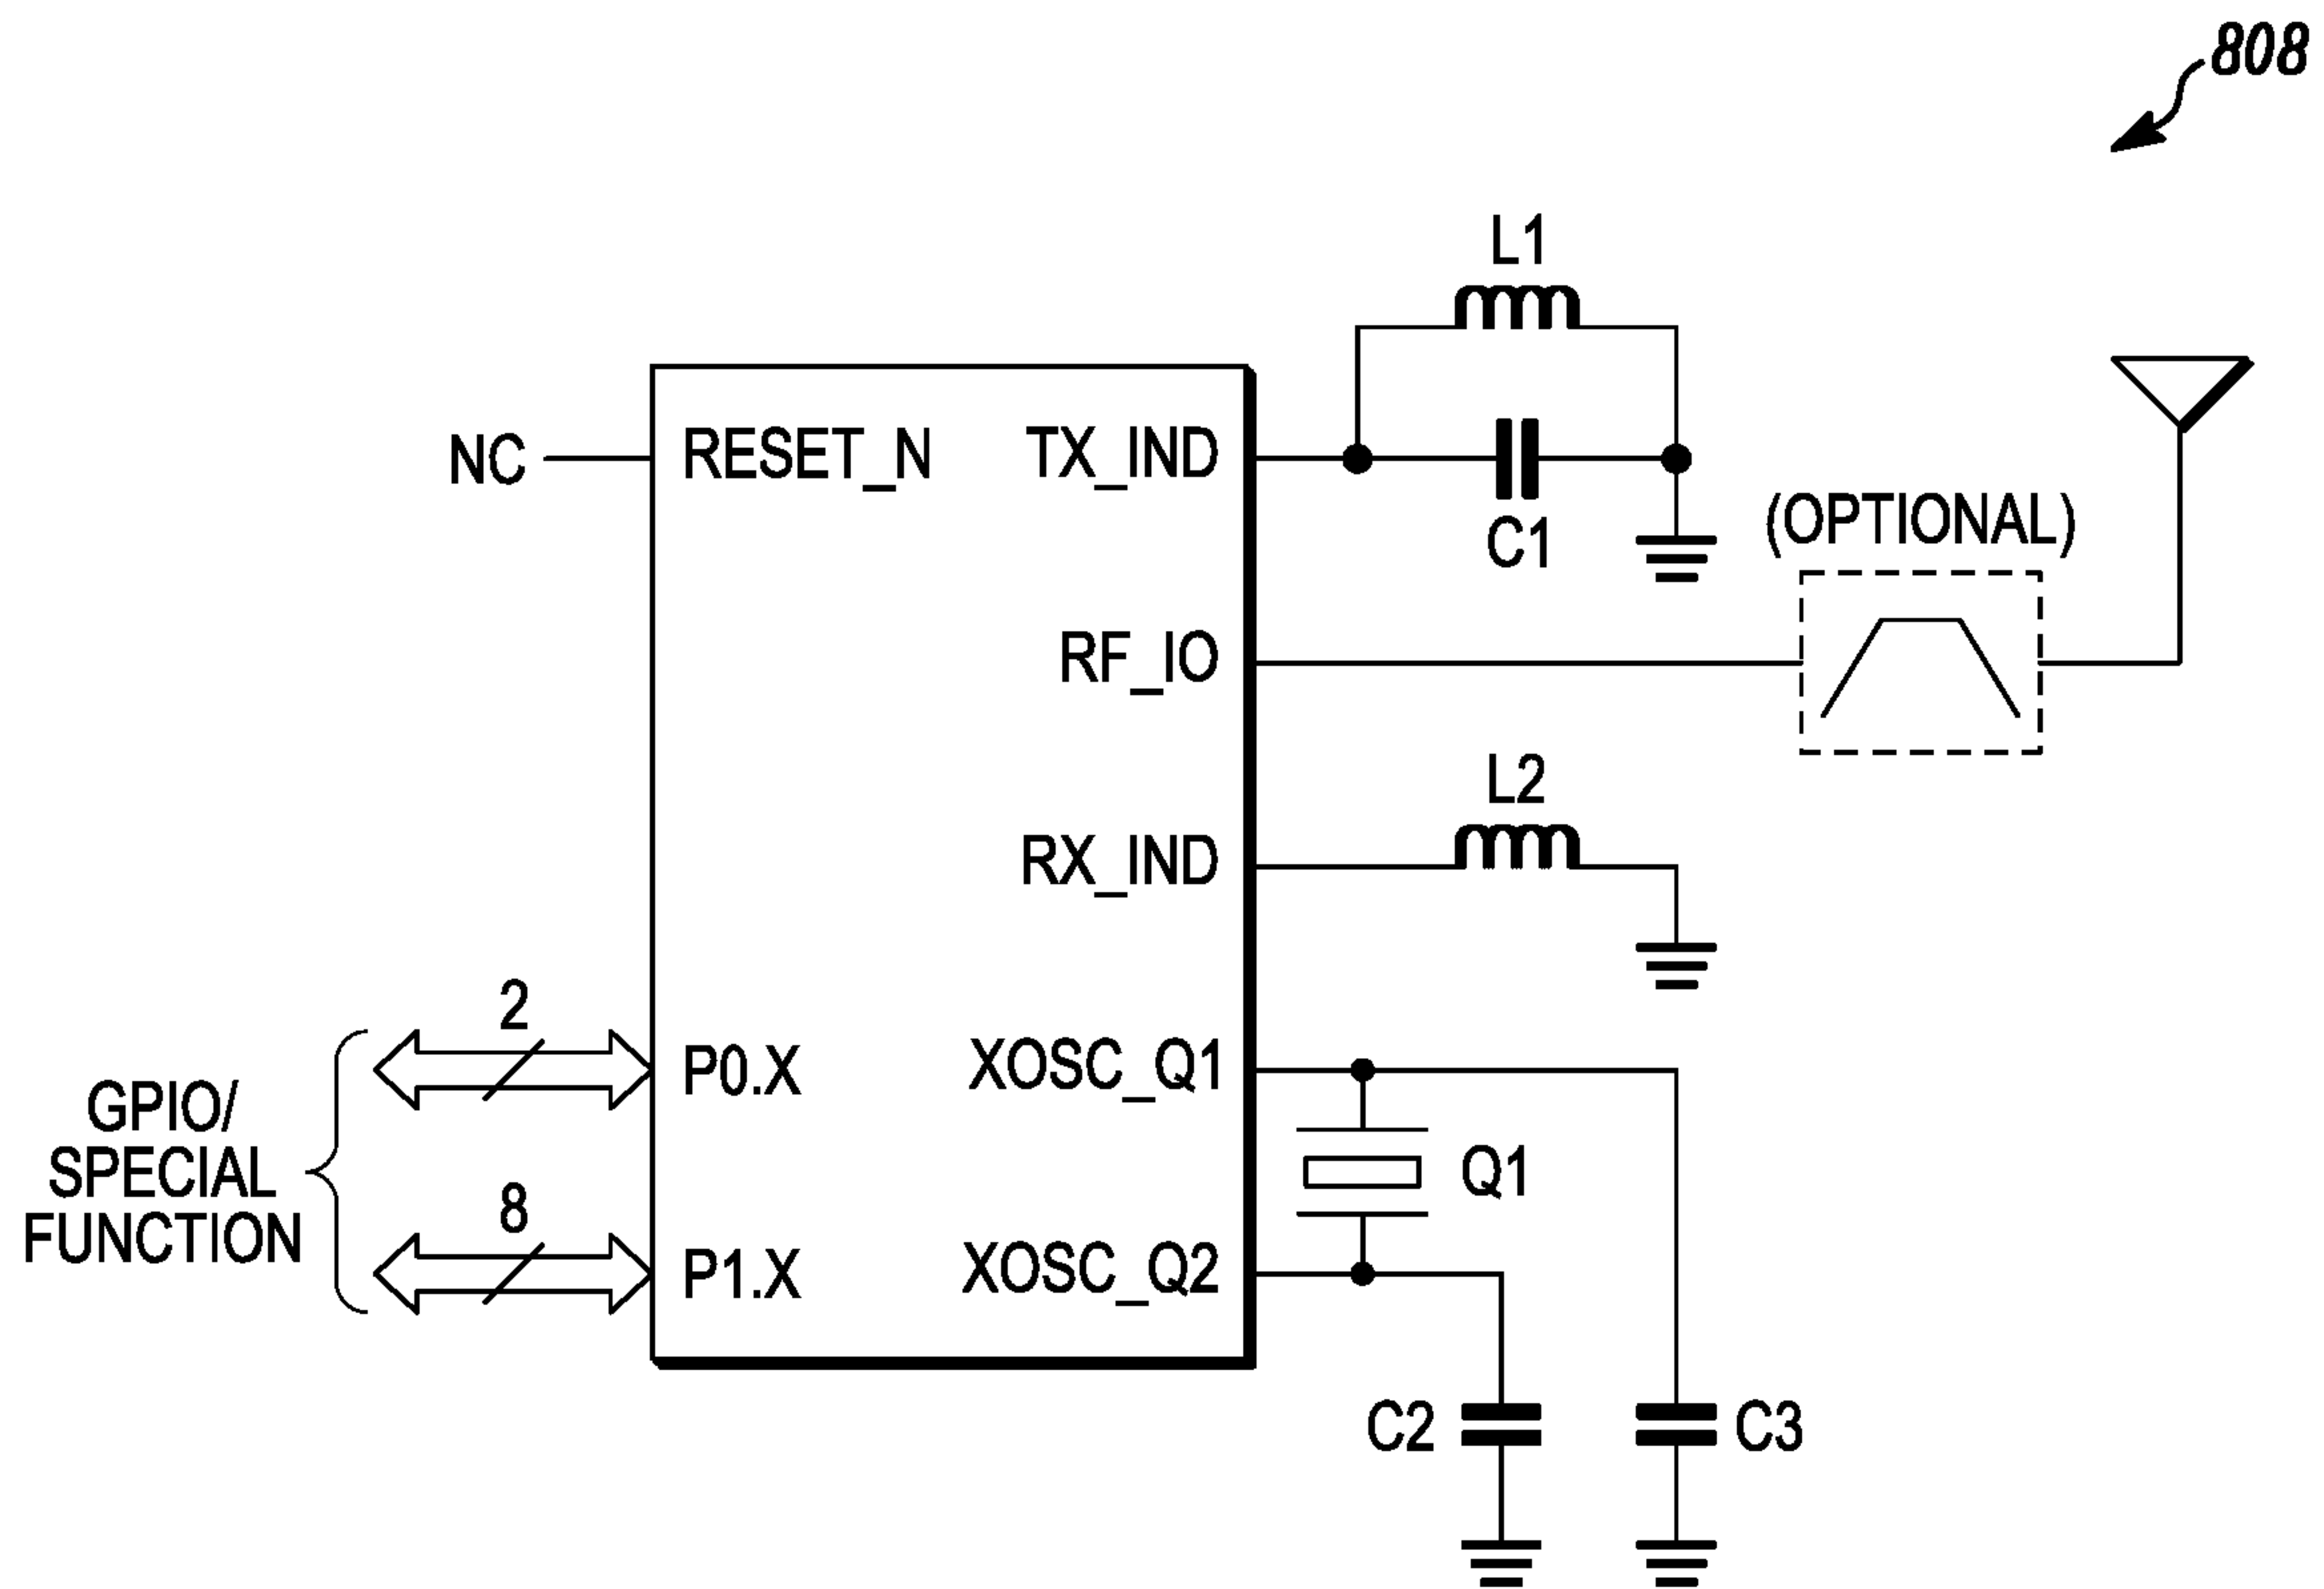 808
L1
NC
RESET_N
TX_IND
C1
(OPTIONAL)
RF_IO
L2
RX_IND
2
P0.X
XOSC_Q1
GPIO/
SPECIAL
FUNCTION
Q1
8
P1.X
XOSC_Q2
C2
C3